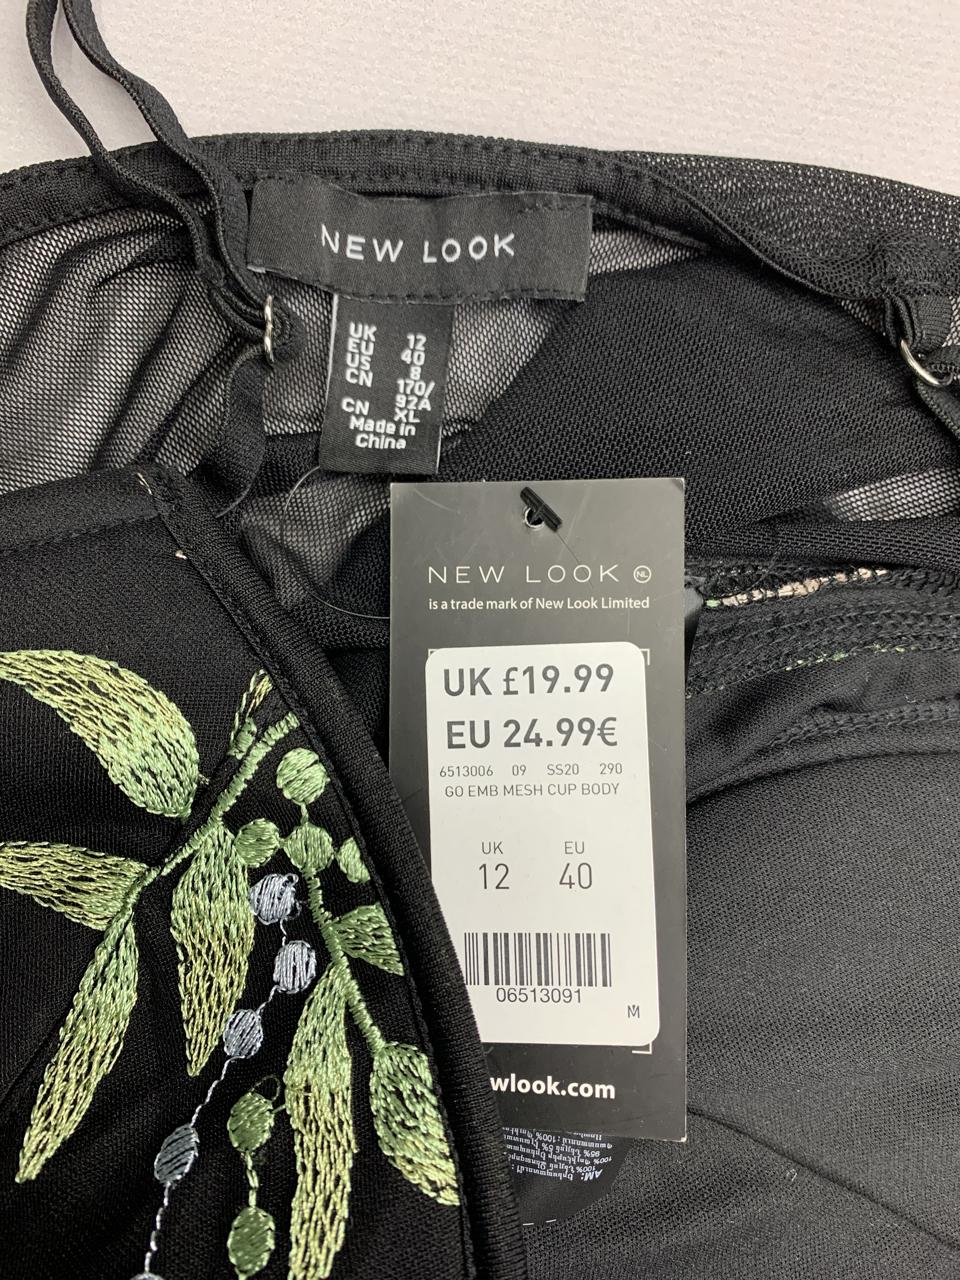 NEW LOOK
UK 12
EU 40
US 8
CN 170/
92A
CN XL
Made in
China
NEW LOOK NL
is a trade mark of New Look Limited
UK £19.99
EU 24.99€
6513006 09 SS20 290
GO EMB MESH CUP BODY
UK EU
12 40
06513091
M
wlook.com